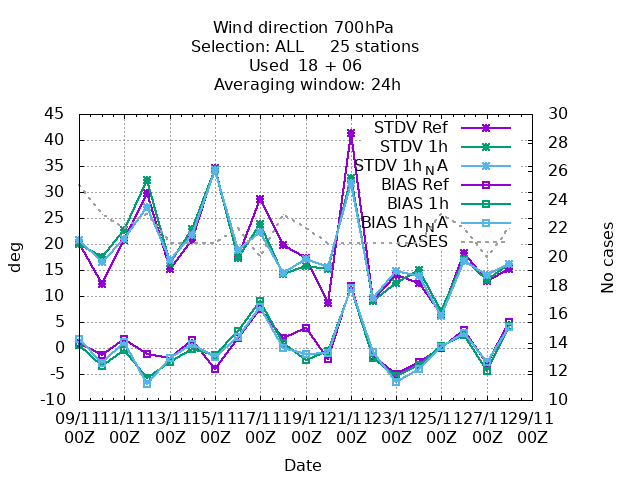 Wind direction 700hPa
Selection: ALL 25 stations
Used 18 + 06
Averaging window: 24h
45
40
35
30
25
20
15
10
5
0
-5
-10
deg
30
28
26
24
22
20
18
16
14
12
10
No cases
STDV Ref
STDV 1h
STDV 1h_NA
BIAS Ref
BIAS 1h
BIAS 1h_NA
CASES
09/11 11/11 13/11 15/11 17/11 19/11 21/11 23/11 25/11 27/11 29/11
00Z 00Z 00Z 00Z 00Z 00Z 00Z 00Z 00Z 00Z 00Z
Date